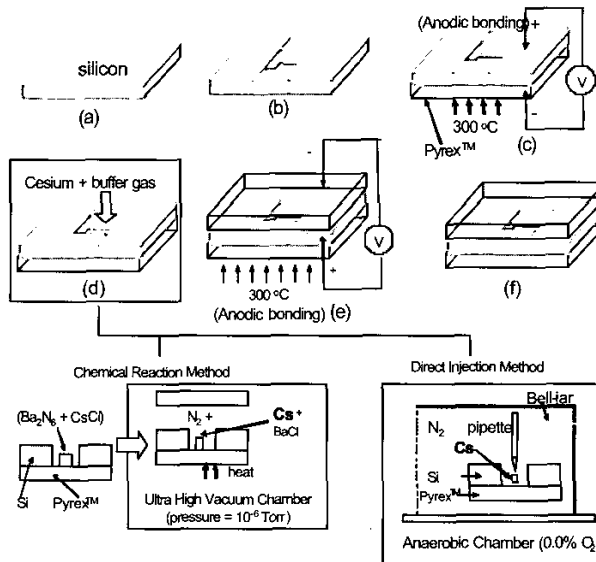 silicon
(a)
(b)
(Anodic bonding) +
V
300 °C
-
Pyrex™
(c)
Cesium + buffer gas
(d)
-
V
+
300 °C
(Anodic bonding)
(e)
(f)
Chemical Reaction Method
(Ba₂N₆ + CsCl)
Si
Pyrex™
N₂ +
Cs +
BaCl
heat
Ultra High Vacuum Chamber
(pressure = 10⁻⁶ Torr)
Direct Injection Method
Bell-jar
N₂
pipette
Cs
Si
Pyrex™
Anaerobic Chamber (0.0% O₂